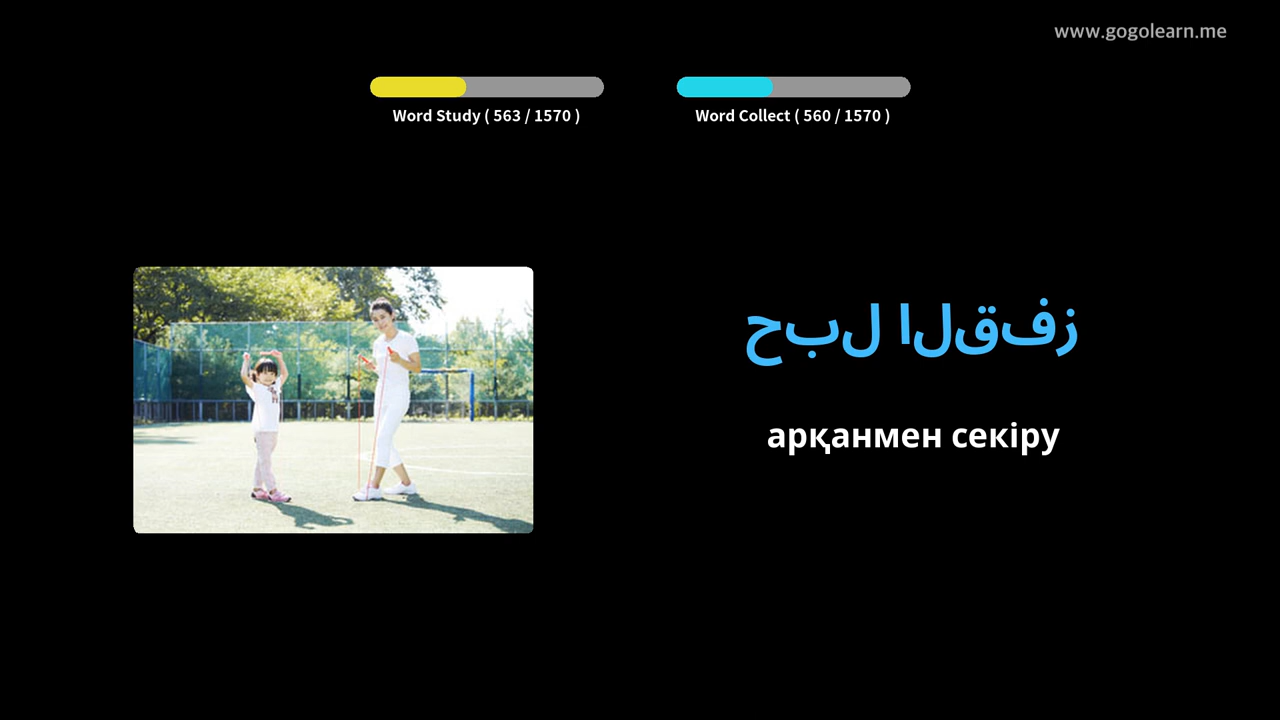 www.gogolearn.me
Word Study ( 563 / 1570 )
Word Collect ( 560 / 1570 )
حبل القفز
арқанмен секіру